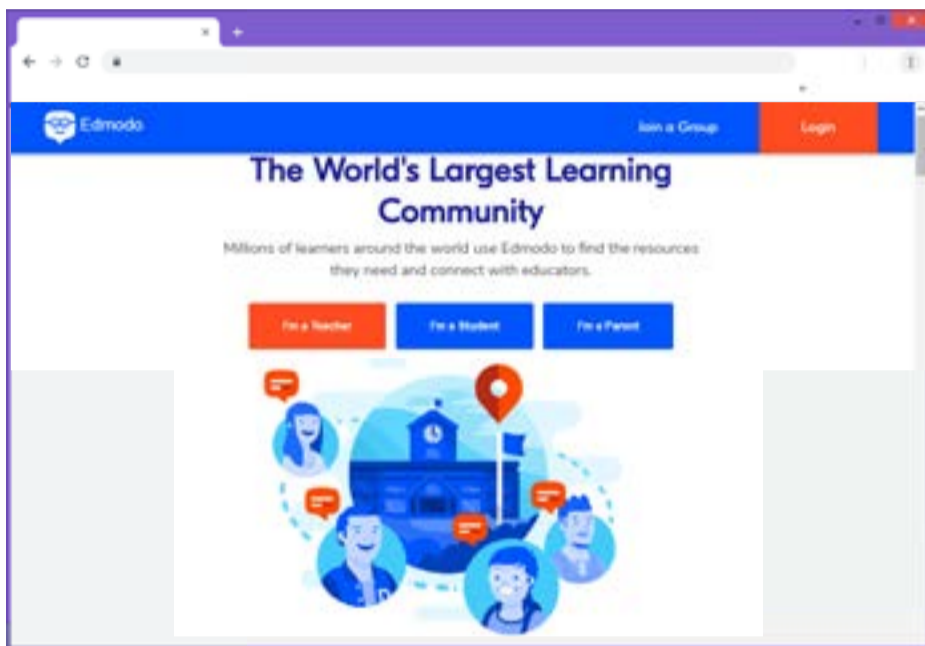 Edmodo
Join a Group
Login
The World's Largest Learning
Community
Millions of learners around the world use Edmodo to find the resources
they need and connect with educators.
I'm a Teacher
I'm a Student
I'm a Parent